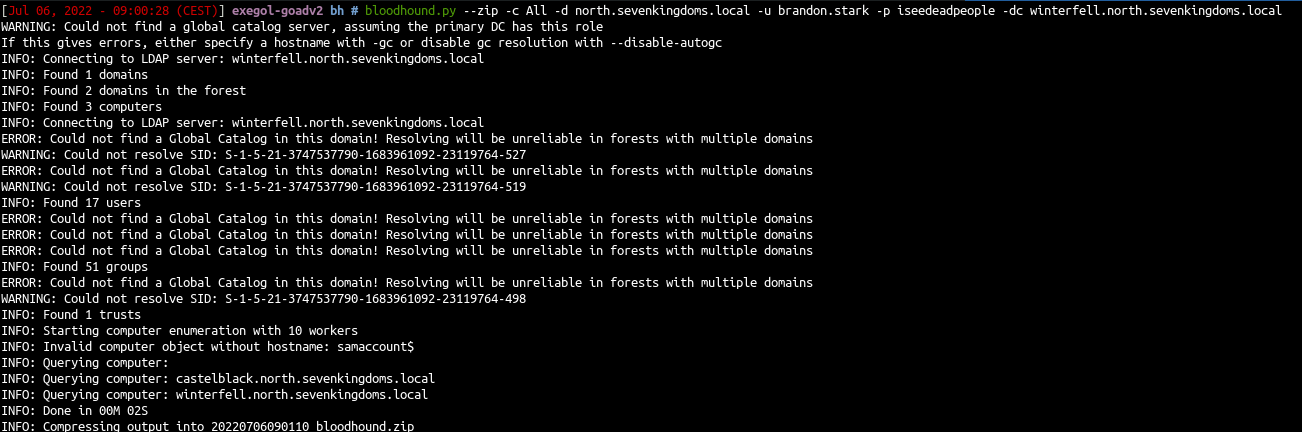 [Jul 06, 2022 - 09:00:28 (CEST)] exegol-goadv2 bh # bloodhound.py --zip -c All -d north.sevenkingdoms.local -u brandon.stark -p iseedeadpeople -dc winterfell.north.sevenkingdoms.local
WARNING: Could not find a global catalog server, assuming the primary DC has this role
If this gives errors, either specify a hostname with -gc or disable gc resolution with --disable-autogc
INFO: Connecting to LDAP server: winterfell.north.sevenkingdoms.local
INFO: Found 1 domains
INFO: Found 2 domains in the forest
INFO: Found 3 computers
INFO: Connecting to LDAP server: winterfell.north.sevenkingdoms.local
ERROR: Could not find a Global Catalog in this domain! Resolving will be unreliable in forests with multiple domains
WARNING: Could not resolve SID: S-1-5-21-3747537790-1683961092-23119764-527
ERROR: Could not find a Global Catalog in this domain! Resolving will be unreliable in forests with multiple domains
WARNING: Could not resolve SID: S-1-5-21-3747537790-1683961092-23119764-519
INFO: Found 17 users
ERROR: Could not find a Global Catalog in this domain! Resolving will be unreliable in forests with multiple domains
ERROR: Could not find a Global Catalog in this domain! Resolving will be unreliable in forests with multiple domains
ERROR: Could not find a Global Catalog in this domain! Resolving will be unreliable in forests with multiple domains
INFO: Found 51 groups
ERROR: Could not find a Global Catalog in this domain! Resolving will be unreliable in forests with multiple domains
WARNING: Could not resolve SID: S-1-5-21-3747537790-1683961092-23119764-498
INFO: Found 1 trusts
INFO: Starting computer enumeration with 10 workers
INFO: Invalid computer object without hostname: samaccount$
INFO: Querying computer:
INFO: Querying computer: castelblack.north.sevenkingdoms.local
INFO: Querying computer: winterfell.north.sevenkingdoms.local
INFO: Done in 00M 02S
INFO: Compressing output into 20220706090110_bloodhound.zip